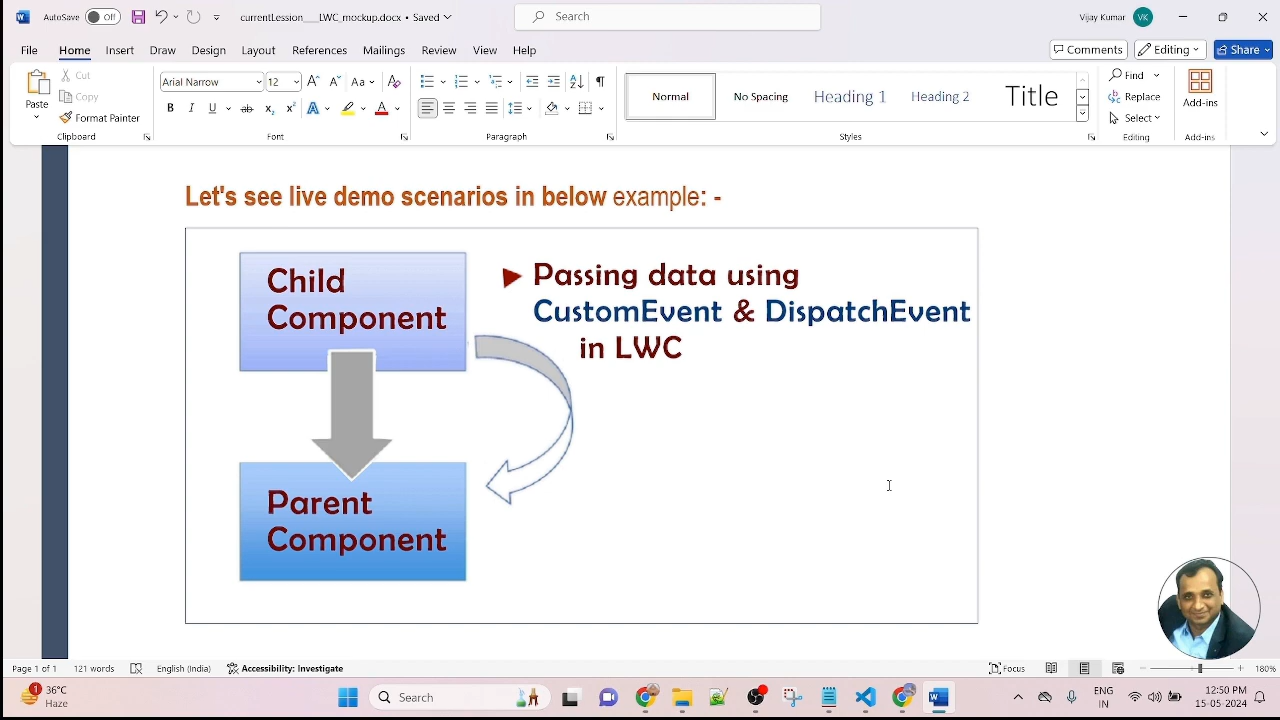 AutoSave Off currentLession___LWC_mockup.docx • Saved Search Vijay Kumar VK
File Home Insert Draw Design Layout References Mailings Review View Help Comments Editing Share
Paste Cut Copy Format Painter Clipboard
Arial Narrow 12 Font
Paragraph
Normal No Spacing Heading 1 Heading 2 Title Styles
Find Replace Select Editing
Add-ins Add-ins
Let's see live demo scenarios in below example: -
Child
Component
Passing data using
CustomEvent & DispatchEvent
in LWC
Parent
Component
Page 1 of 1 121 words English (India) Accessibility: Investigate Focus 180%
1 36°C Haze Search ENG IN 12:50 PM 15-05-2024